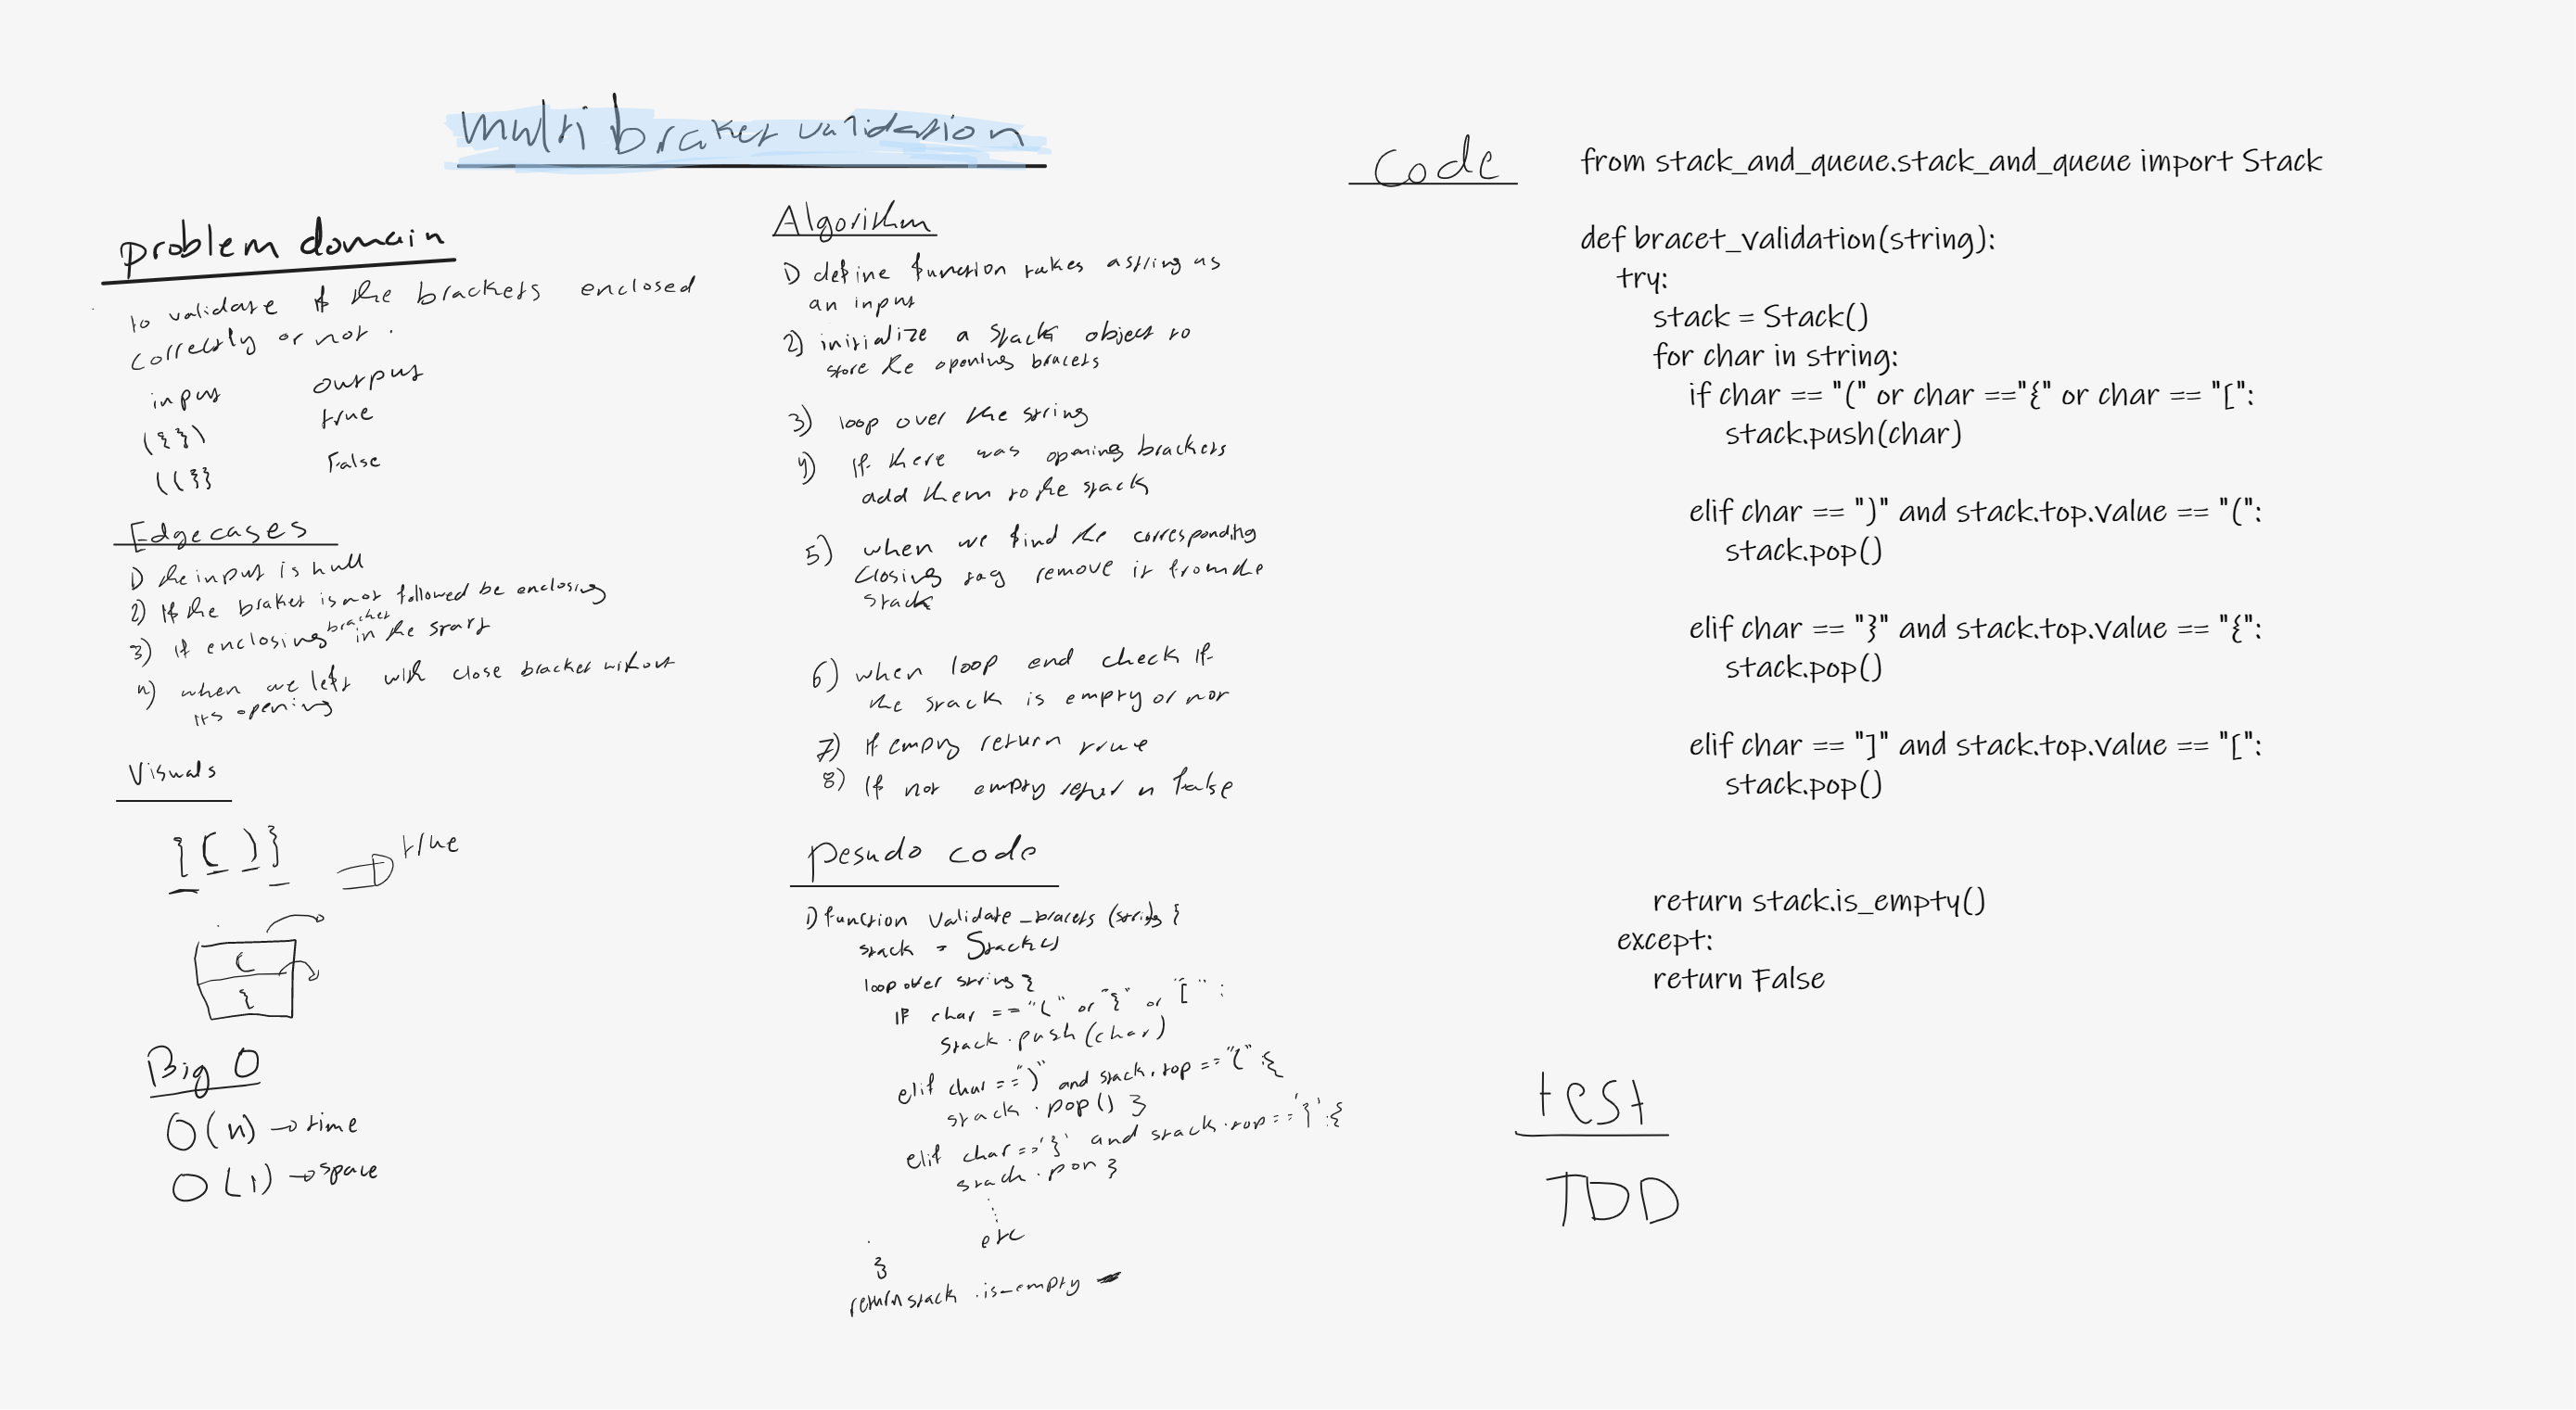 multi braket validation
problem domain
to validate if the brackets enclosed
correctly or not.
input output
({}) true
((}} False
Edgecases
1) the input is null
2) If the braket is not followed be enclosing
3) if enclosing bracket in the start
4) when we left with close bracket without
its opening
Visuals
{()} true
(
{
Big O
O(n) → time
O(1) → space
Algorithm
1) define function takes a string as
an input
2) initialize a stack object to
store the opening bracets
3) loop over the string
4) If there was opening brackets
add them to the stack
5) when we find the corresponding
closing tag remove it from the
stack
6) when loop end check if
the stack is empty or not
7) If empty return true
8) If not empty return False
pesudo code
1) function validate_bracets (string {
stack = Stack()
loop over string {
If char == "(" or "{" or "[" :
Stack.push(char)
elif char == ")" and stack.top == "(" :{
stack.pop() }
elif char == '}' and stack.top == '}' :{
stack.pop }
etc
}
return stack.is_empty
Code
from stack_and_queue.stack_and_queue import Stack
def bracet_validation(string):
try:
stack = Stack()
for char in string:
if char == "(" or char =="{" or char == "[":
stack.push(char)
elif char == ")" and stack.top.value == "(":
stack.pop()
elif char == "}" and stack.top.value == "{":
stack.pop()
elif char == "]" and stack.top.value == "[":
stack.pop()
return stack.is_empty()
except:
return False
test
TDD